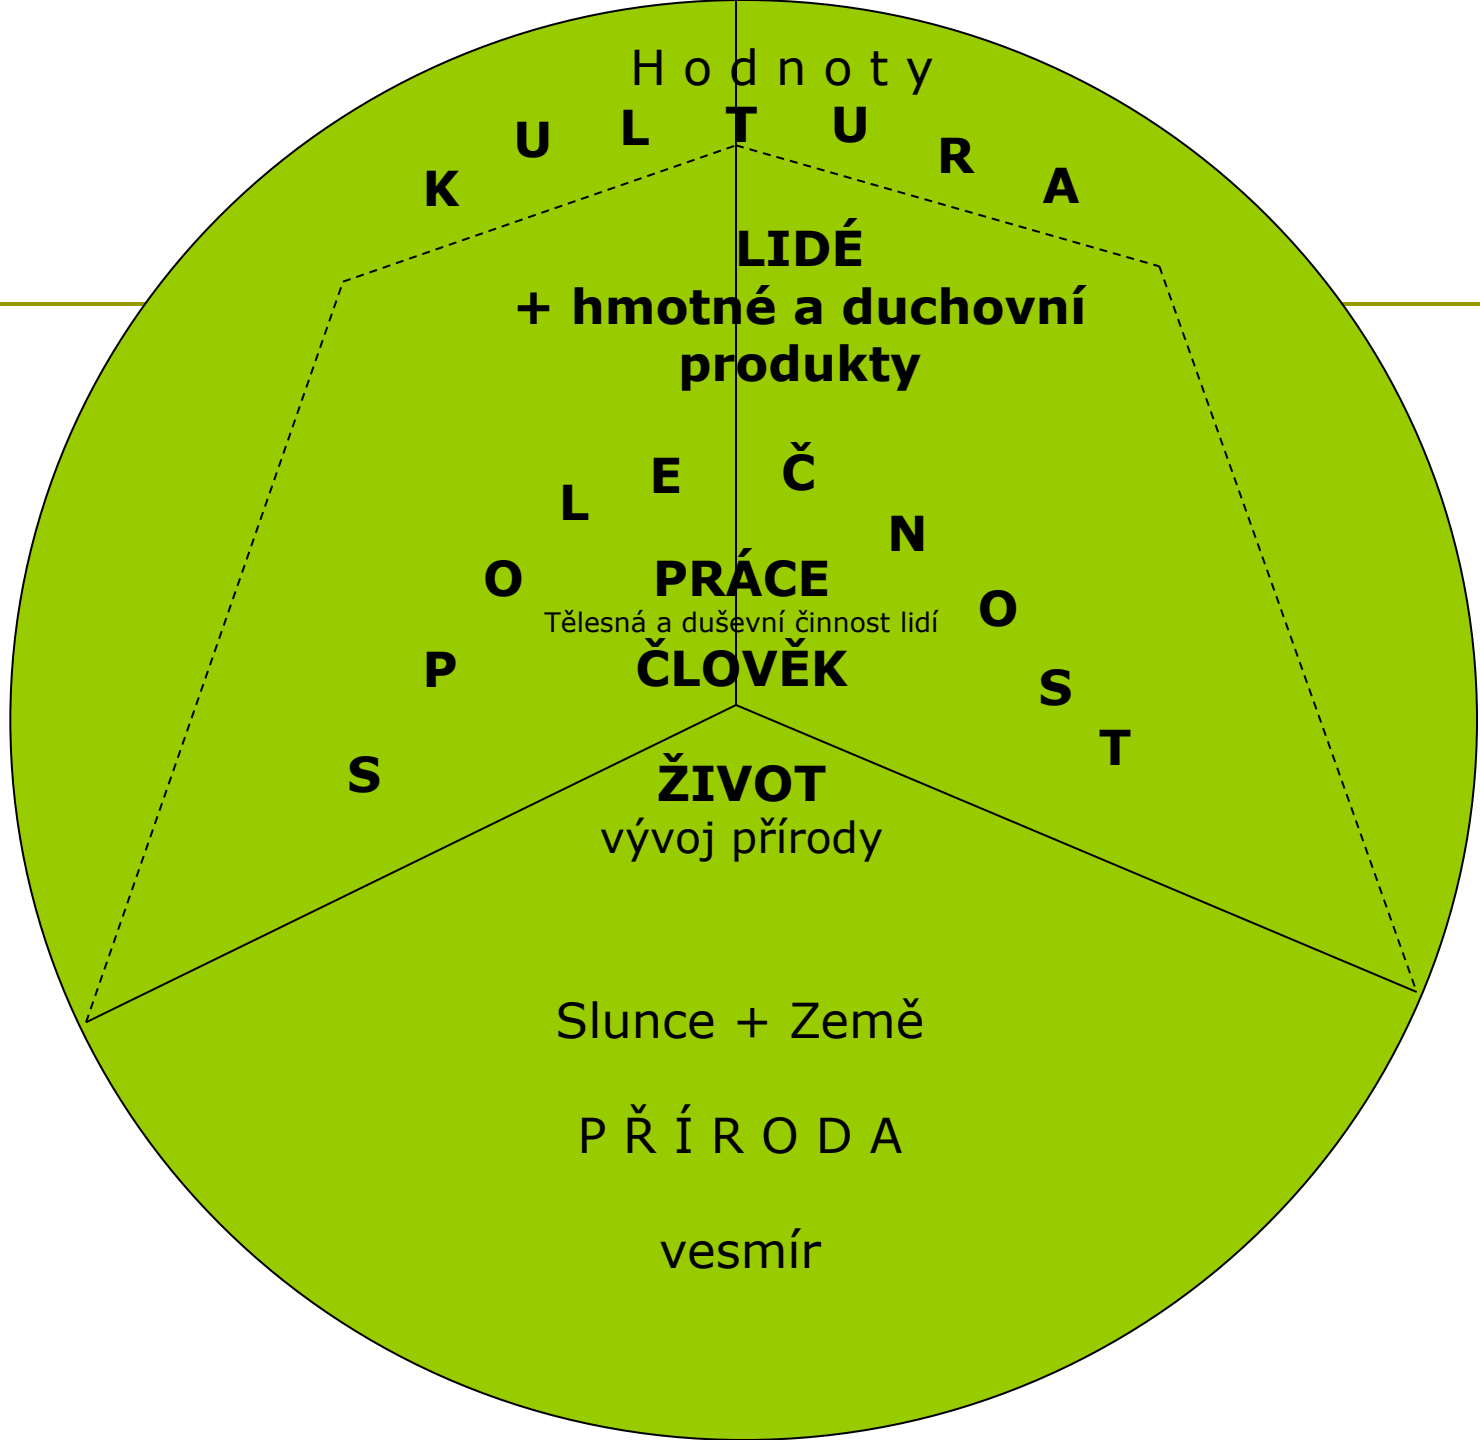 H o d n o t y
K U L T U R A
LIDÉ
+ hmotné a duchovní
produkty
S P O L E Č N O S T
PRÁCE
Tělesná a duševní činnost lidí
ČLOVĚK
ŽIVOT
vývoj přírody
Slunce + Země
P Ř Í R O D A
vesmír